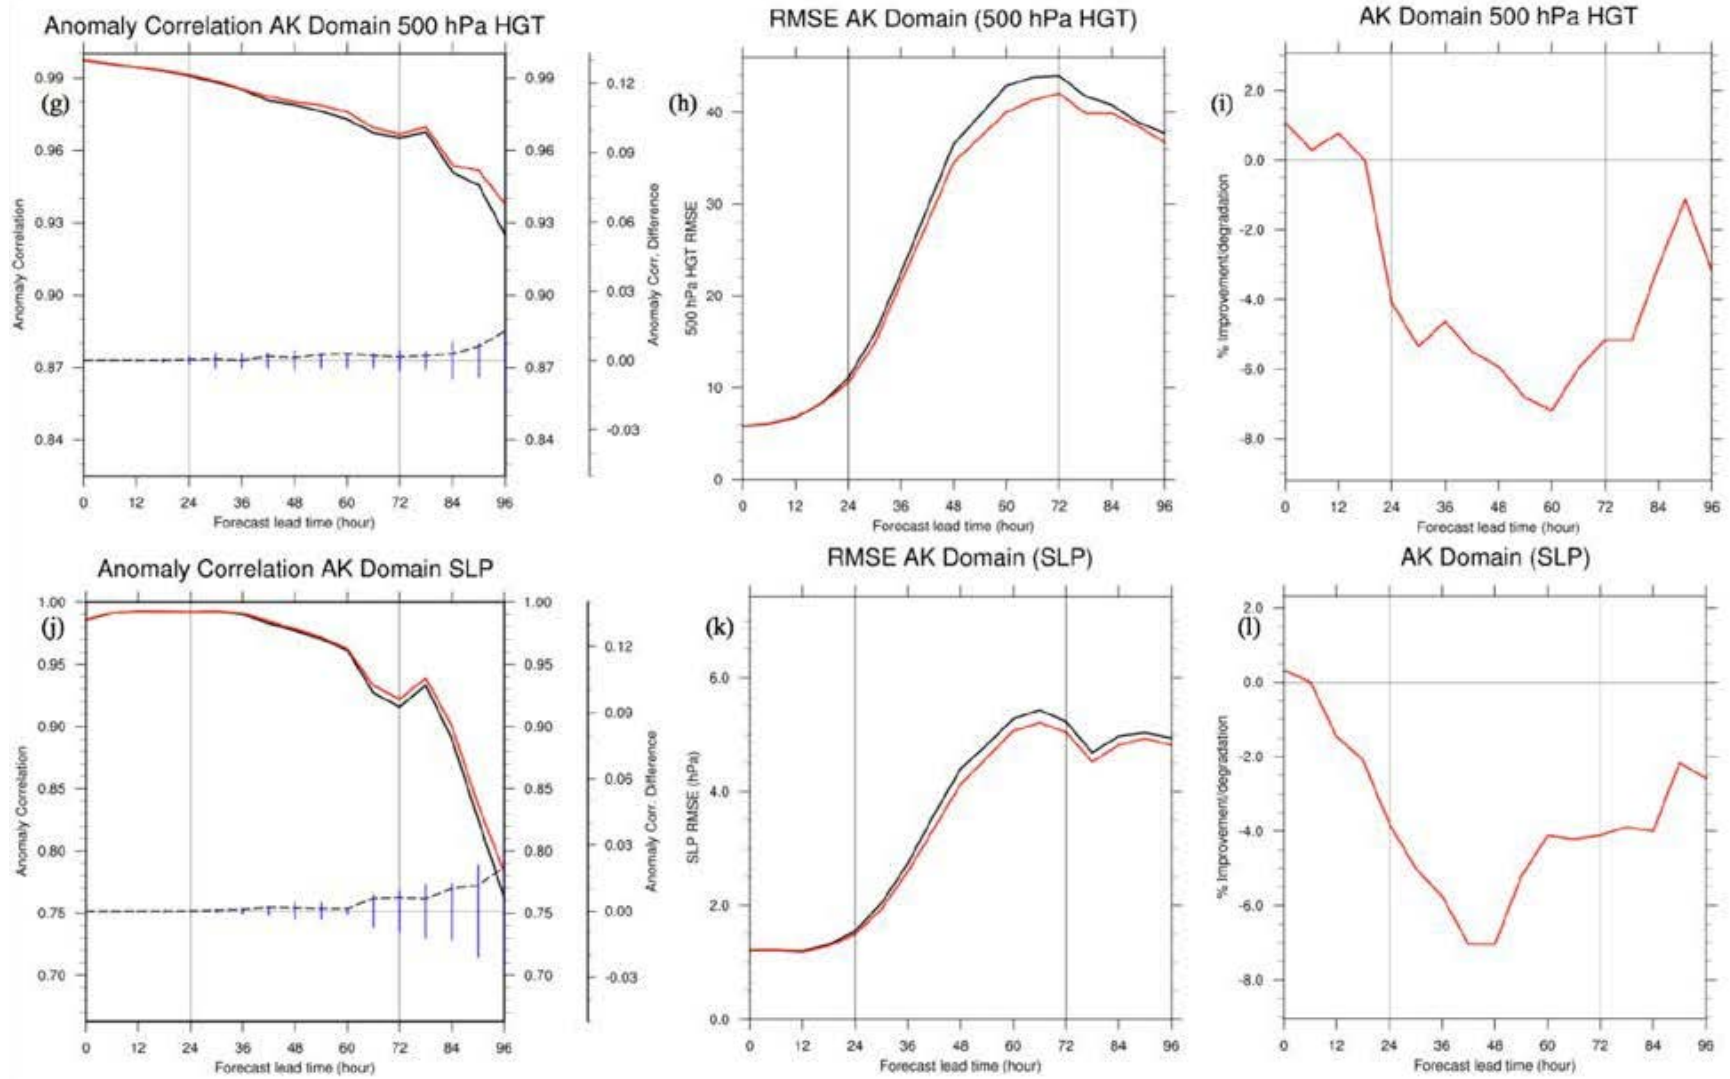 Anomaly Correlation AK Domain 500 hPa HGT
(g)
Anomaly Correlation
0.99
0.96
0.93
0.90
0.87
0.84
0.99
0.96
0.93
0.90
0.87
0.84
0.12
0.09
0.06
0.03
0.00
-0.03
Anomaly Corr. Difference
0 12 24 36 48 60 72 84 96
Forecast lead time (hour)
RMSE AK Domain (500 hPa HGT)
(h)
500 hPa HGT RMSE
40
30
20
10
0
0 12 24 36 48 60 72 84 96
Forecast lead time (hour)
AK Domain 500 hPa HGT
(i)
% Improvement/degradation
2.0
0.0
-2.0
-4.0
-6.0
-8.0
0 12 24 36 48 60 72 84 96
Forecast lead time (hour)
Anomaly Correlation AK Domain SLP
(j)
Anomaly Correlation
1.00
0.95
0.90
0.85
0.80
0.75
0.70
1.00
0.95
0.90
0.85
0.80
0.75
0.70
0.12
0.09
0.06
0.03
0.00
-0.03
Anomaly Corr. Difference
0 12 24 36 48 60 72 84 96
Forecast lead time (hour)
RMSE AK Domain (SLP)
(k)
SLP RMSE (hPa)
6.0
4.0
2.0
0.0
0 12 24 36 48 60 72 84 96
Forecast lead time (hour)
AK Domain (SLP)
(l)
% Improvement/degradation
2.0
0.0
-2.0
-4.0
-6.0
-8.0
0 12 24 36 48 60 72 84 96
Forecast lead time (hour)